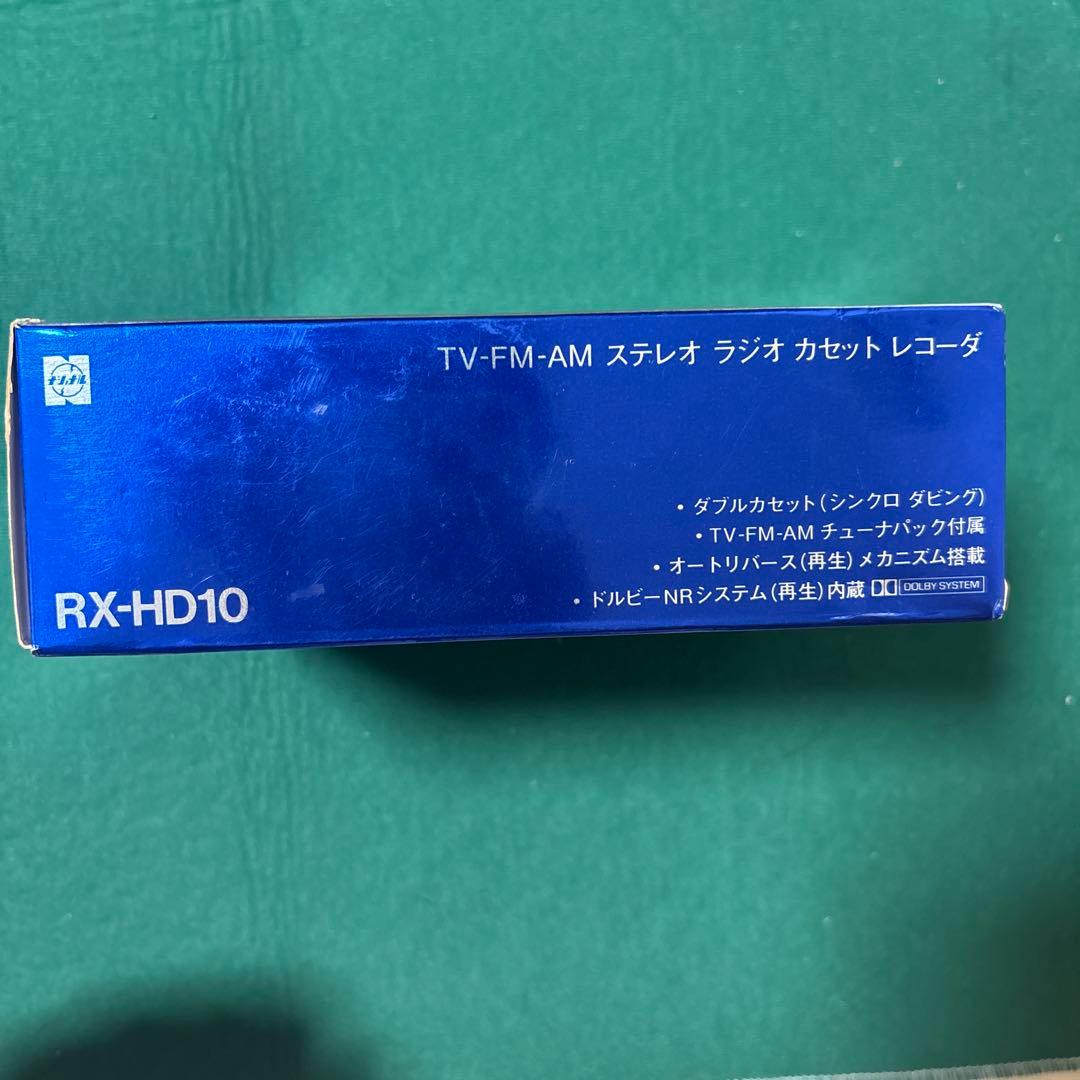 TV-FM-AM ステレオ ラジオ カセット レコーダ
ナショナル
・ダブルカセット(シンクロ ダビング)
・TV-FM-AM チューナパック付属
・オートリバース(再生)メカニズム搭載
・ドルビーNRシステム(再生)内蔵 DOLBY SYSTEM
RX-HD10